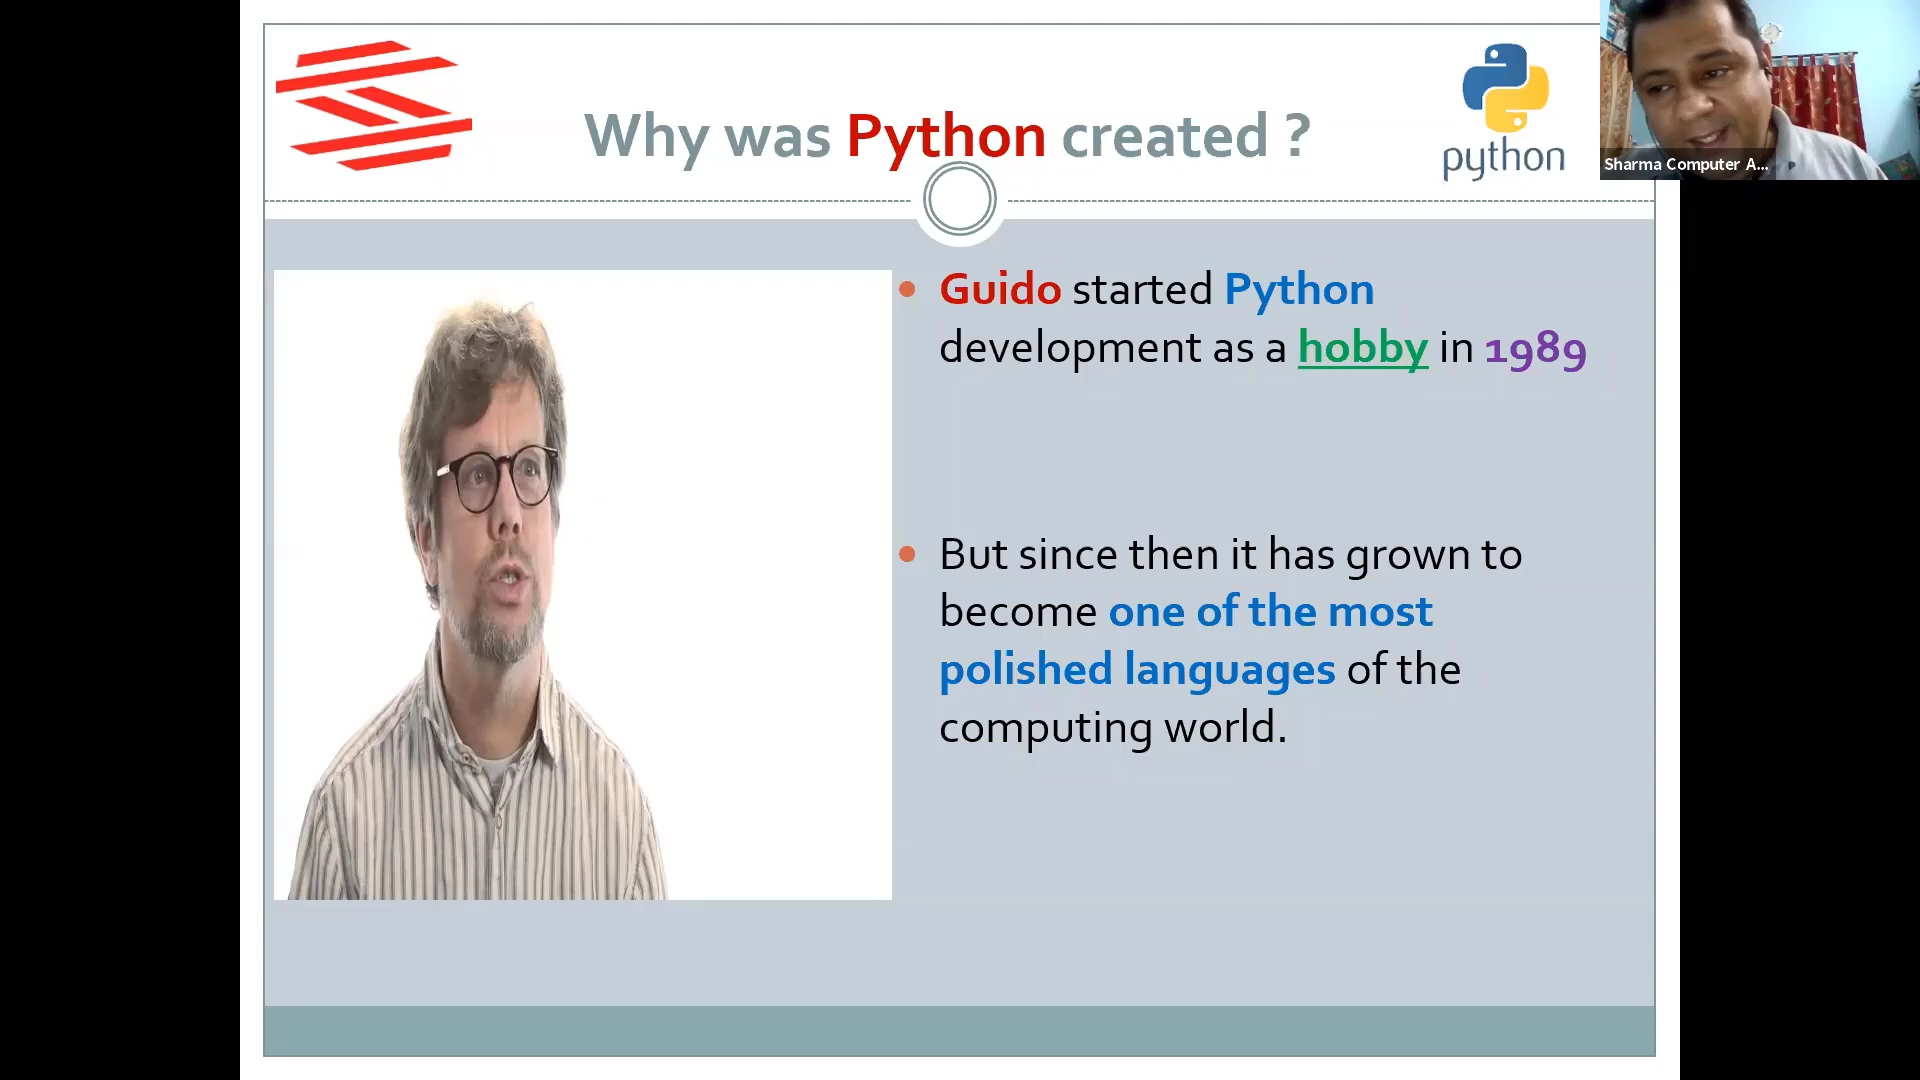 Why was Python created ?
python
Sharma Computer A...
Guido started Python
development as a hobby in 1989
But since then it has grown to
become one of the most
polished languages of the
computing world.